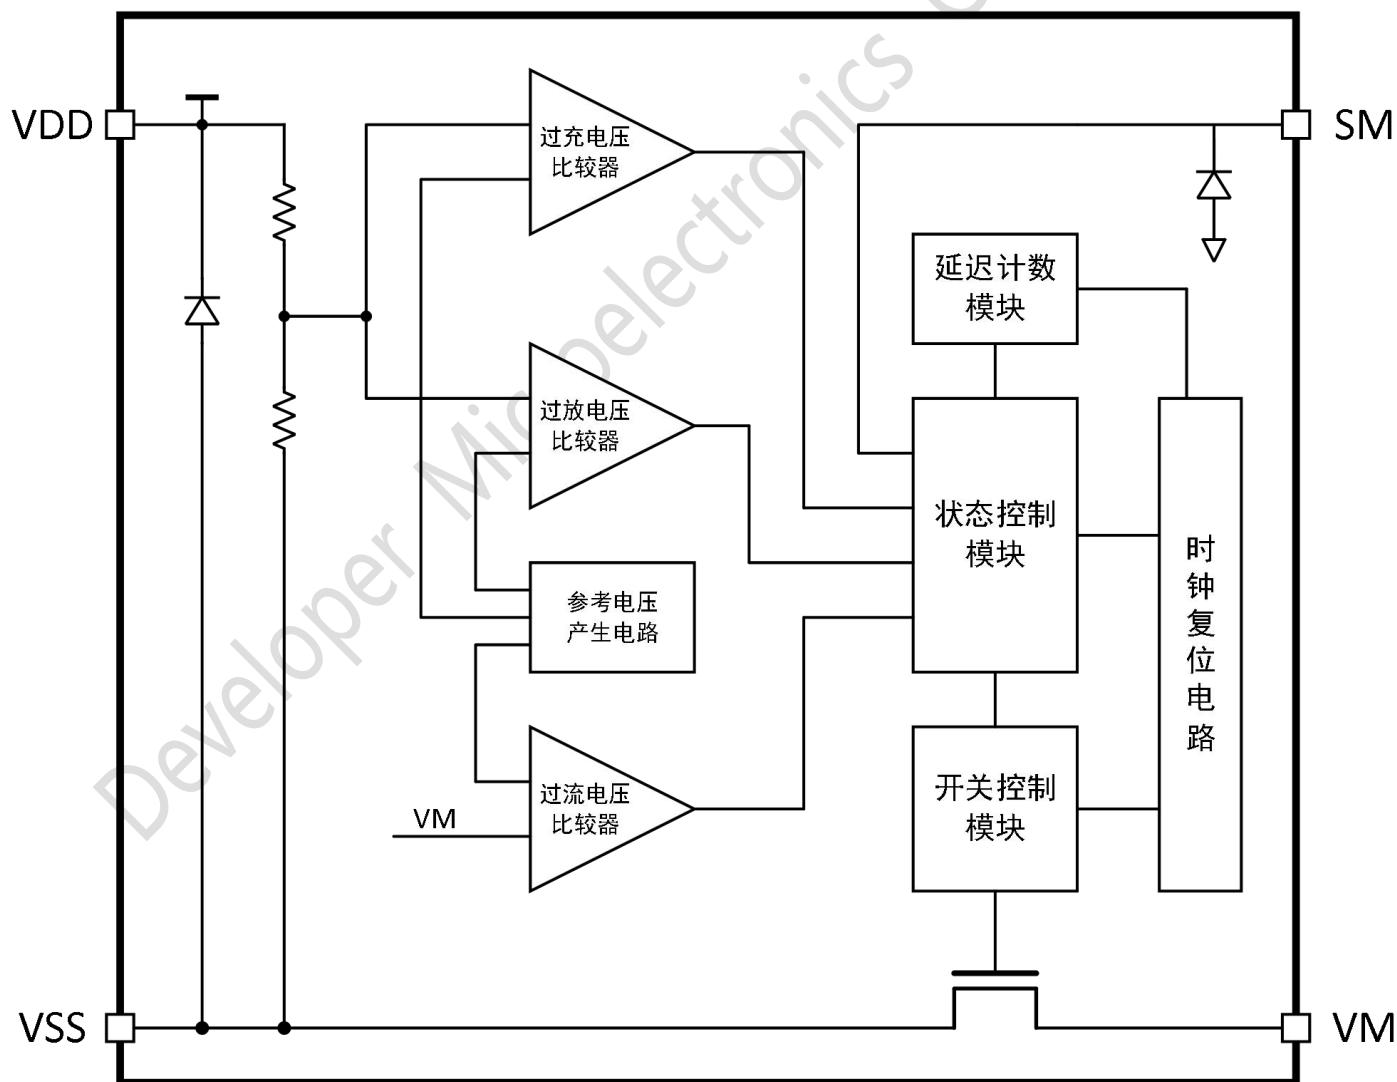 Developer Microelectronics
VDD
SM
过充电压
比较器
延迟计数
模块
过放电压
比较器
状态控制
模块
时
钟
复
位
电
路
参考电压
产生电路
过流电压
比较器
VM
开关控制
模块
VSS
VM